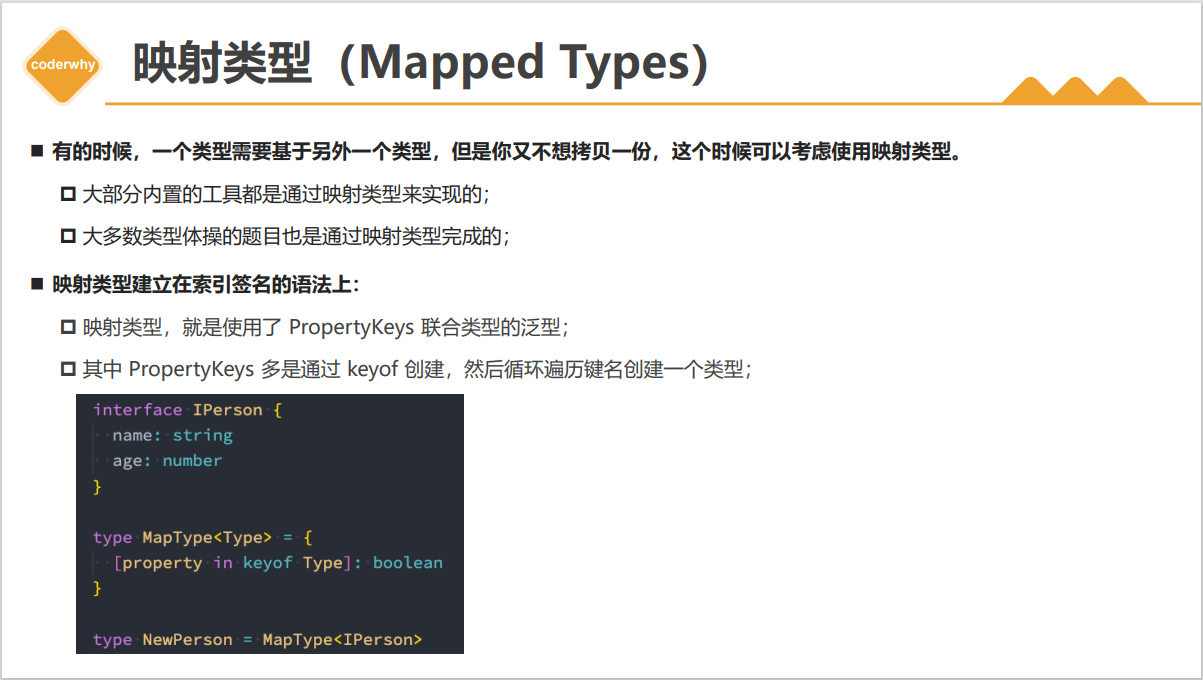 coderwhy
映射类型（Mapped Types）
有的时候，一个类型需要基于另外一个类型，但是你又不想拷贝一份，这个时候可以考虑使用映射类型。
大部分内置的工具都是通过映射类型来实现的；
大多数类型体操的题目也是通过映射类型完成的；
映射类型建立在索引签名的语法上：
映射类型，就是使用了 PropertyKeys 联合类型的泛型；
其中 PropertyKeys 多是通过 keyof 创建，然后循环遍历键名创建一个类型；
interface IPerson {
  name: string
  age: number
}
type MapType<Type> = {
  [property in keyof Type]: boolean
}
type NewPerson = MapType<IPerson>